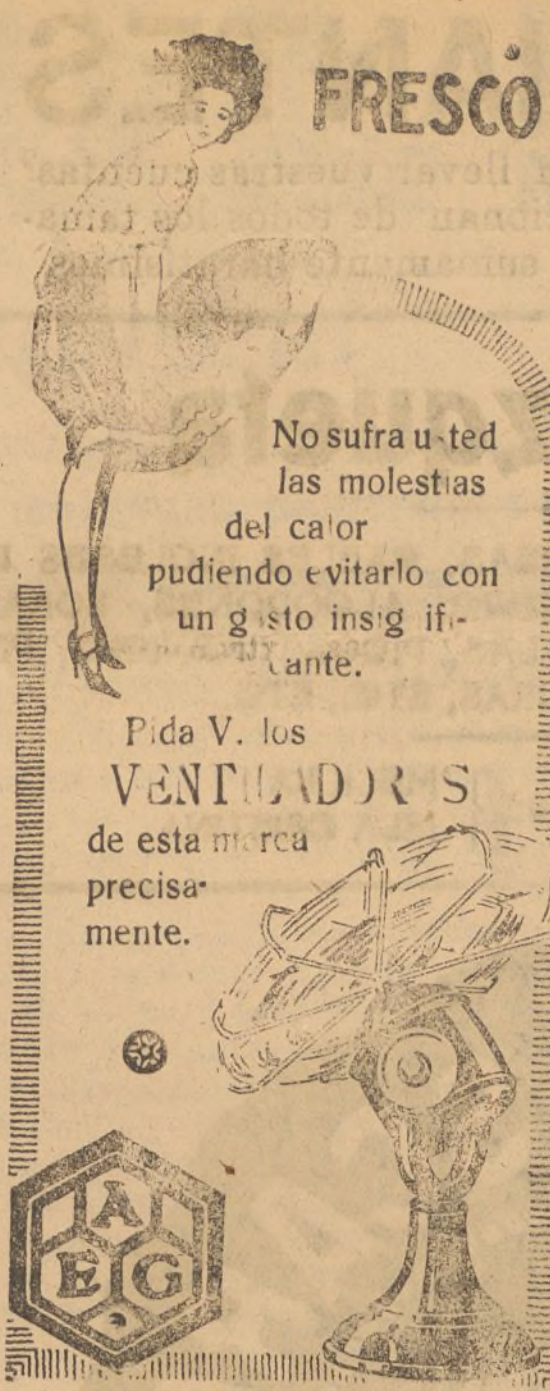 FRESCO
No sufra usted
las molestias
del calor
pudiendo evitarlo con
un gasto insignifi-
cante.
Pida V. los
VENTILADORES
de esta marca
precisa-
mente.
AEG